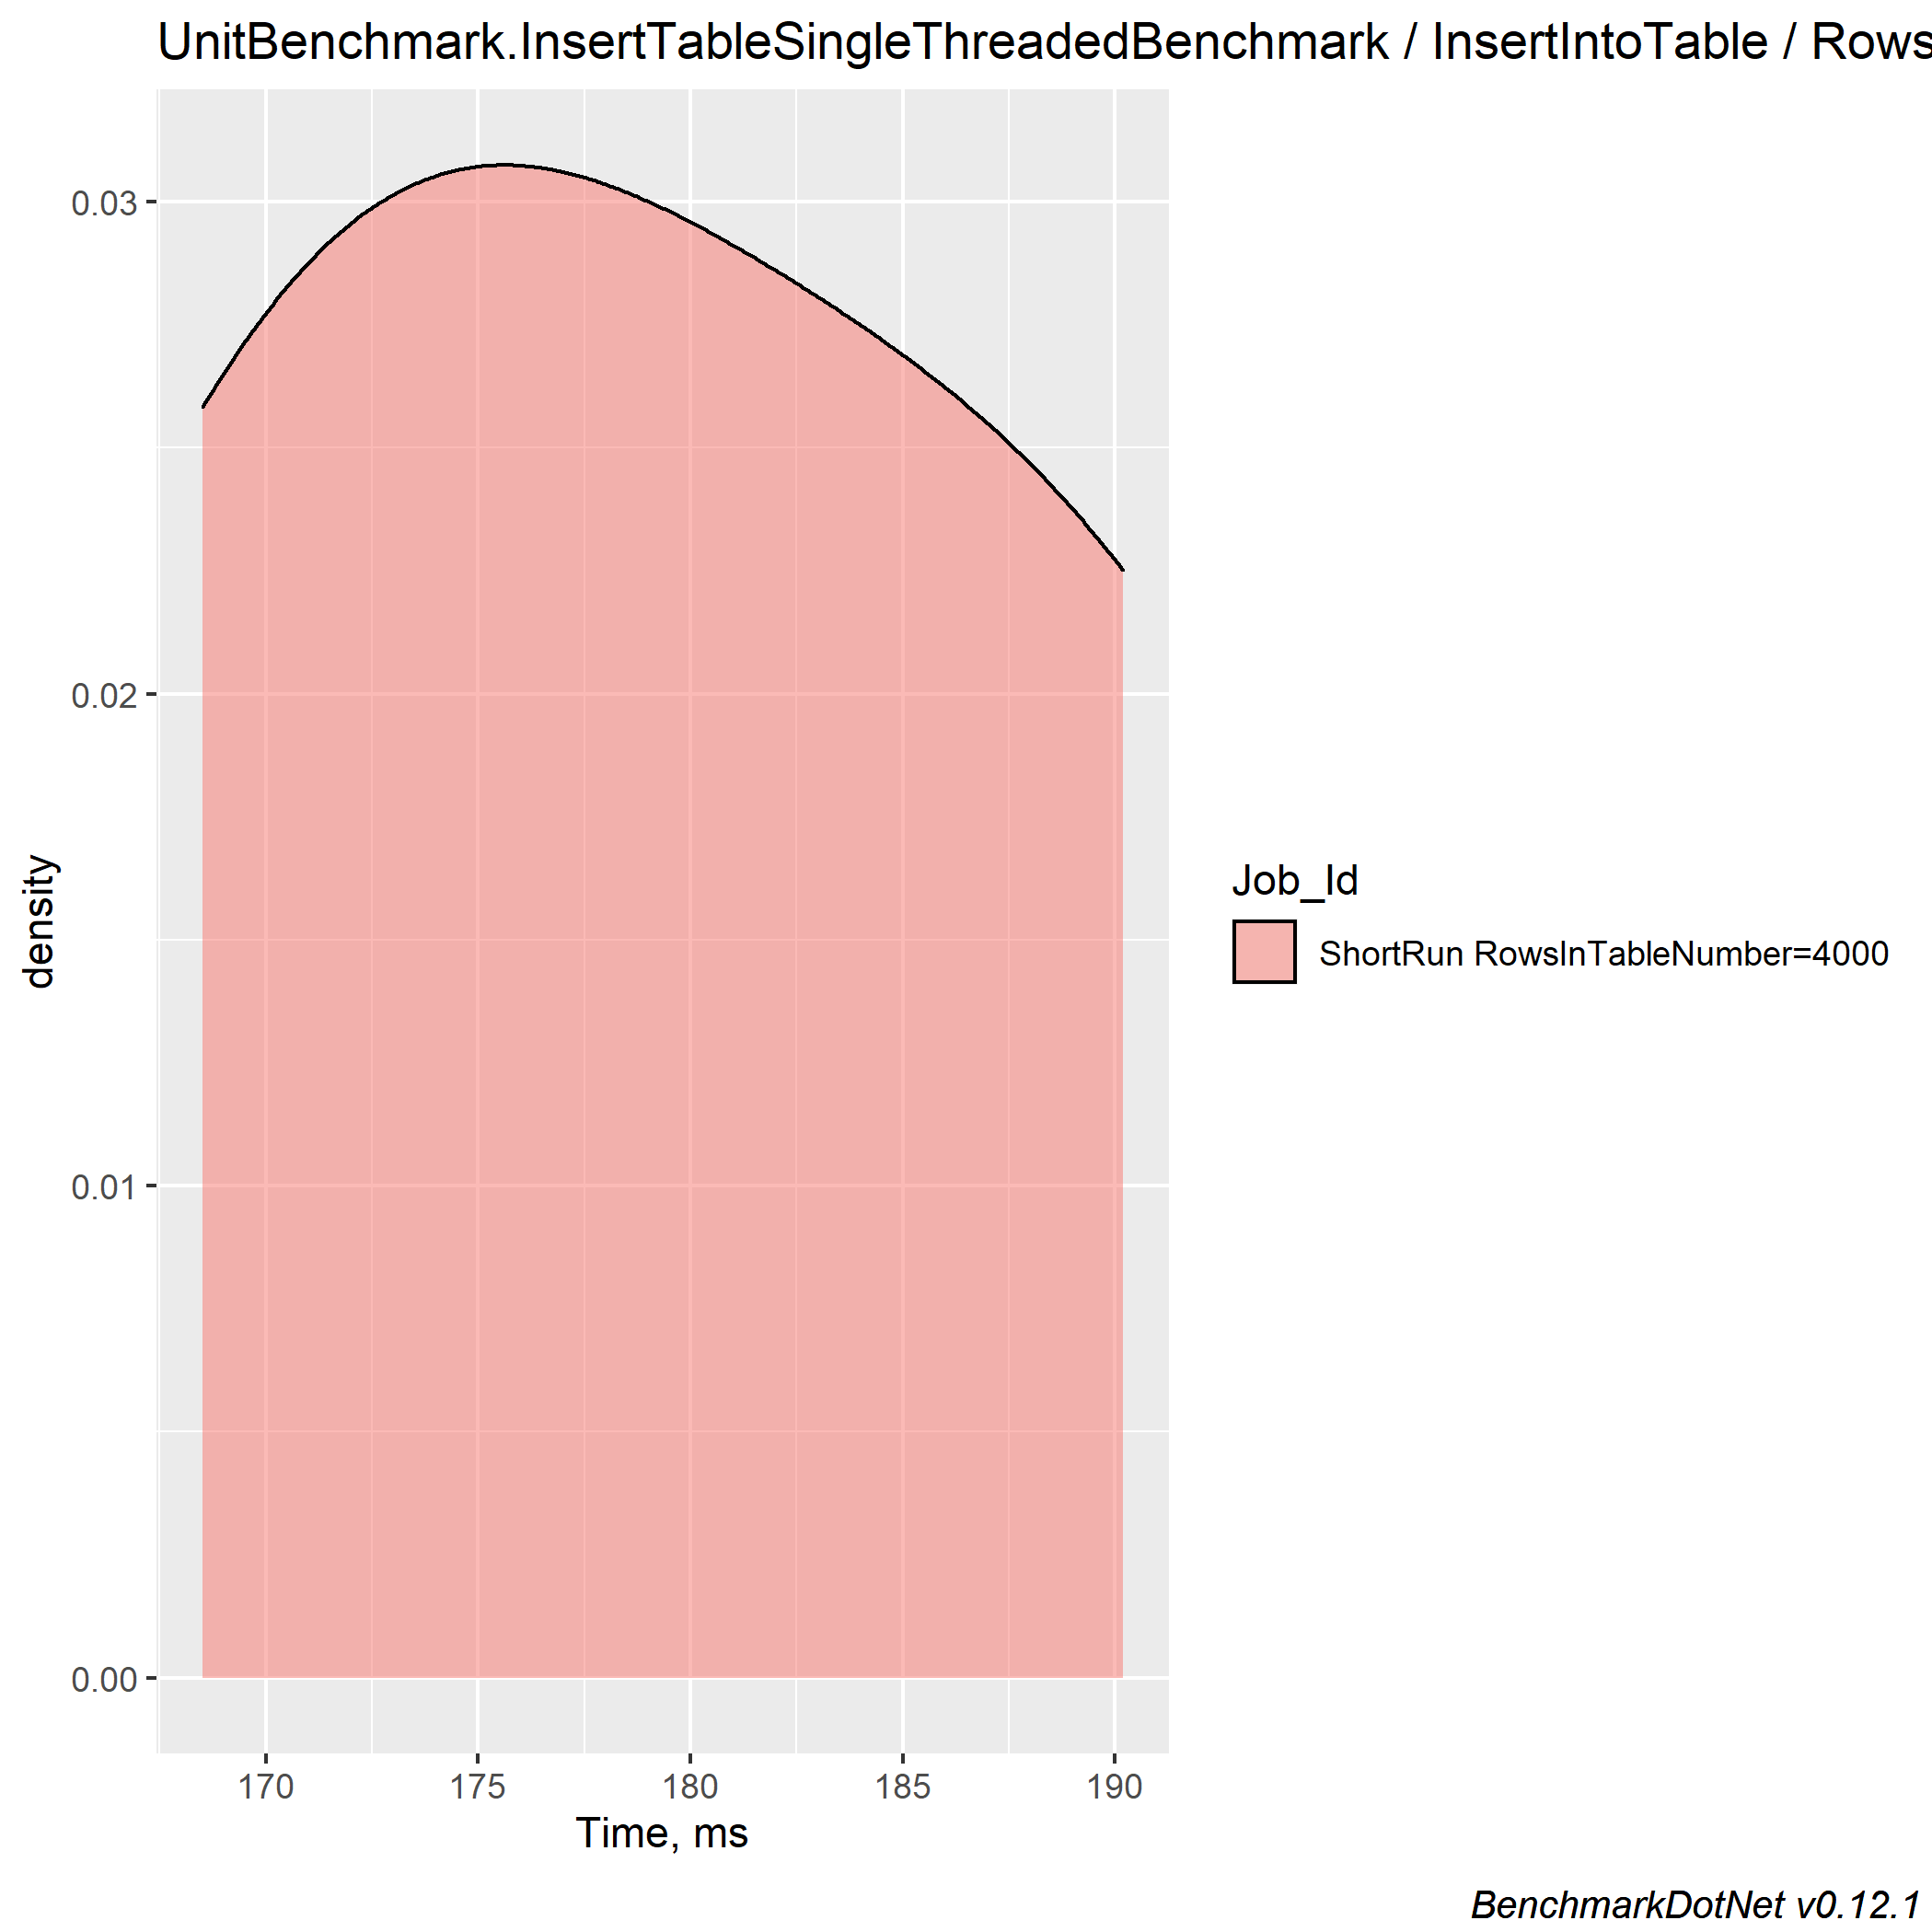 UnitBenchmark.InsertTableSingleThreadedBenchmark / InsertIntoTable / Rows
0.03
0.02
0.01
0.00
density
170 175 180 185 190
Time, ms
Job_Id
ShortRun RowsInTableNumber=4000
BenchmarkDotNet v0.12.1